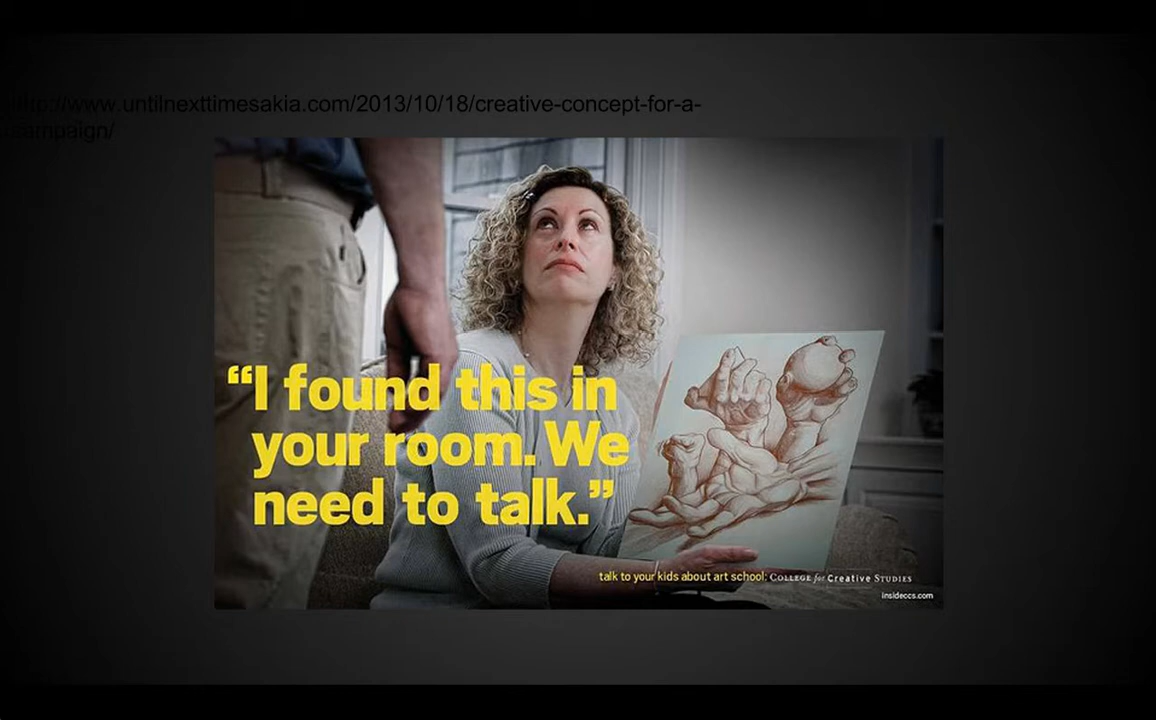 http://www.untilnexttimesakia.com/2013/10/18/creative-concept-for-a-
campaign/
“I found this in
your room. We
need to talk.”
talk to your kids about art school: COLLEGE for Creative STUDIES
insideccs.com